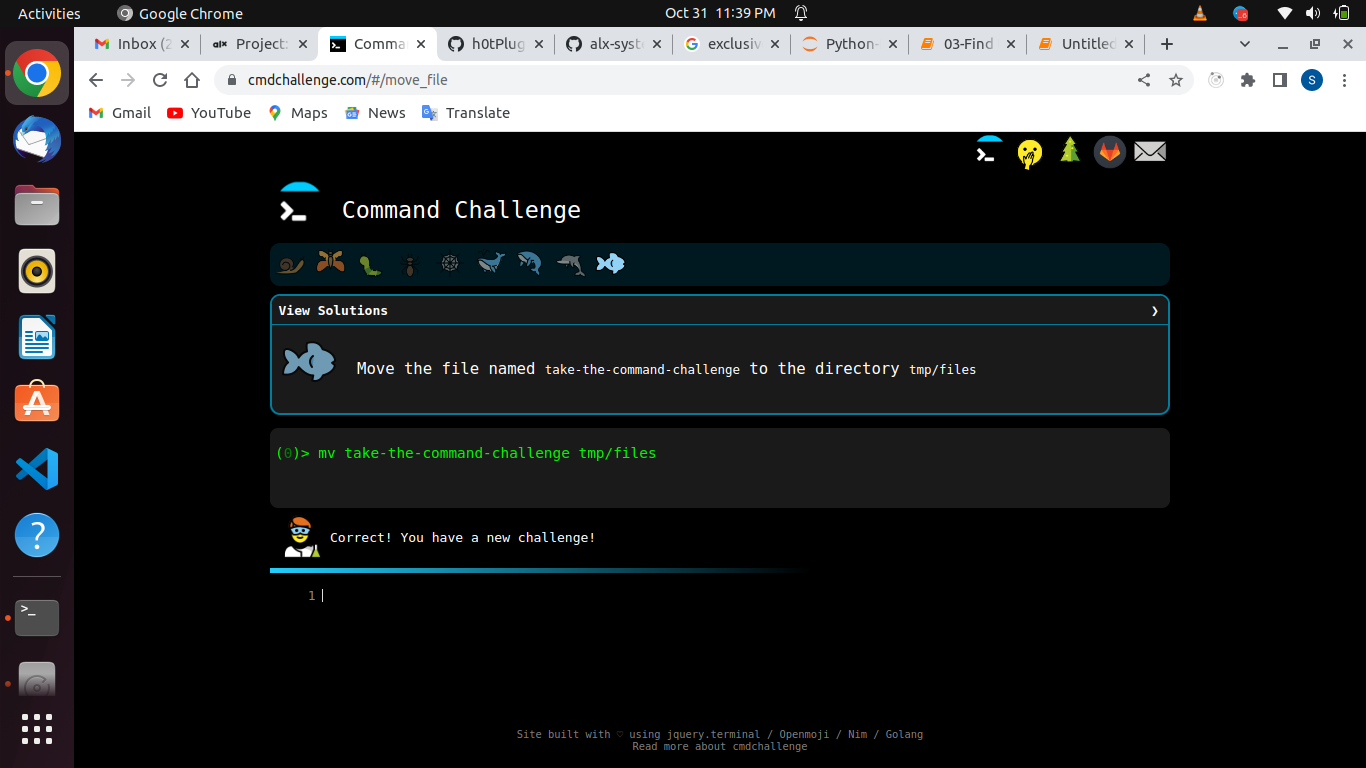 Activities Google Chrome Oct 31 11:39 PM
Inbox (2 alx Project: Comma h0tPlug alx-syst exclusiv Python- 03-Find Untitled
cmdchallenge.com/#/move_file S
Gmail YouTube Maps News Translate
Command Challenge
View Solutions
Move the file named take-the-command-challenge to the directory tmp/files
(0)> mv take-the-command-challenge tmp/files
Correct! You have a new challenge!
1
Site built with ♡ using jquery.terminal / Openmoji / Nim / Golang
Read more about cmdchallenge